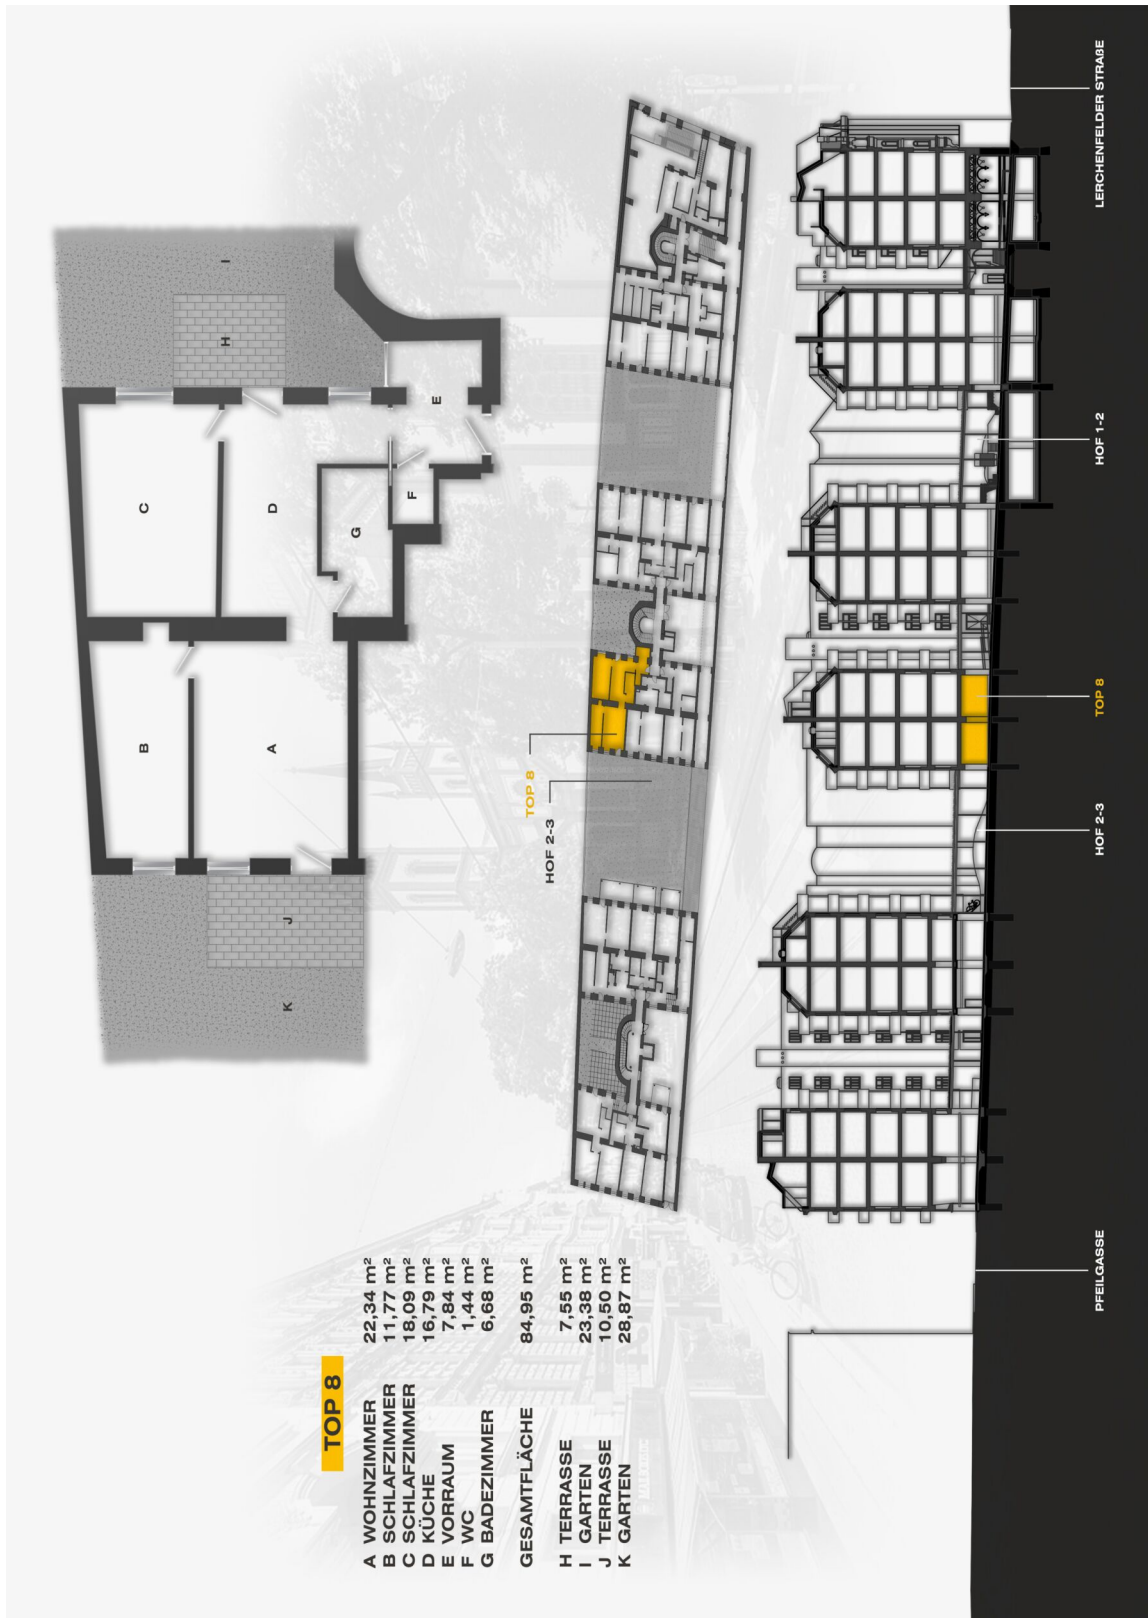 TOP 8
A WOHNZIMMER 22,34 m²
B SCHLAFZIMMER 11,77 m²
C SCHLAFZIMMER 18,09 m²
D KÜCHE 16,79 m²
E VORRAUM 7,84 m²
F WC 1,44 m²
G BADEZIMMER 6,68 m²
GESAMTFLÄCHE 84,95 m²
H TERRASSE 7,55 m²
I GARTEN 23,38 m²
J TERRASSE 10,50 m²
K GARTEN 28,87 m²
I
H
C
E
D
F
G
B
A
J
K
TOP 8
HOF 2-3
PFEILGASSE
HOF 2-3
TOP 8
HOF 1-2
LERCHENFELDER STRAßE